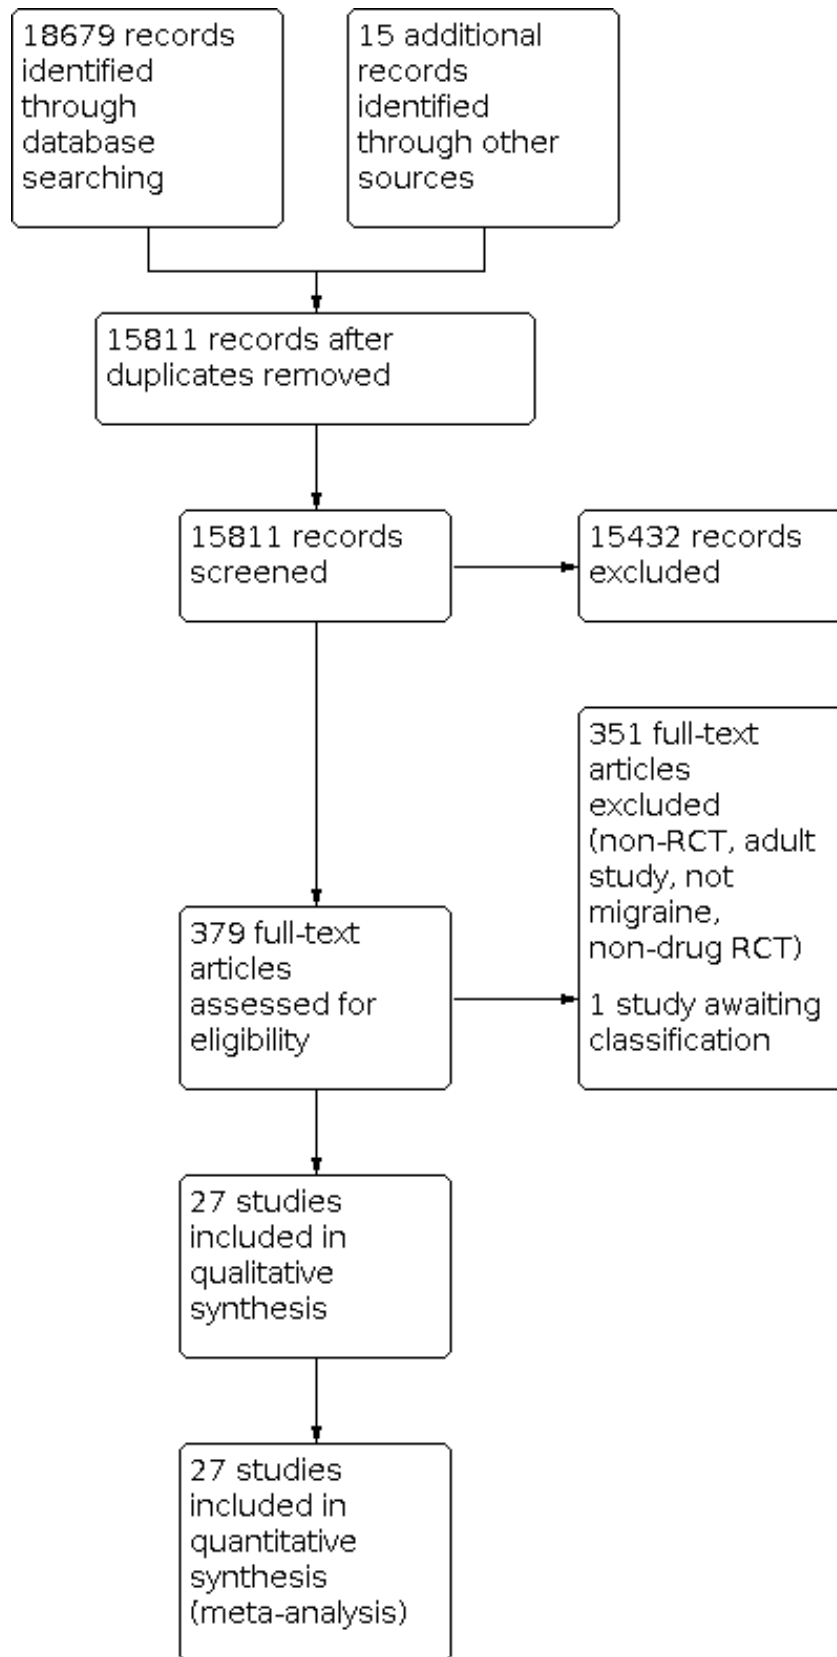 18679 records
identified
through
database
searching
15 additional
records
identified
through other
sources
15811 records after
duplicates removed
15811 records
screened
15432 records
excluded
351 full-text
articles
excluded
(non-RCT, adult
study, not
migraine,
non-drug RCT)
1 study awaiting
classification
379 full-text
articles
assessed for
eligibility
27 studies
included in
qualitative
synthesis
27 studies
included in
quantitative
synthesis
(meta-analysis)